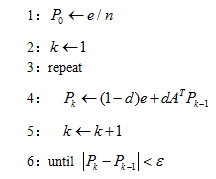 1: P₀ ← e / n
2: k ← 1
3: repeat
4: Pₖ ← (1−d)e + dAᵀPₖ₋₁
5: k ← k+1
6: until |Pₖ − Pₖ₋₁| < ε